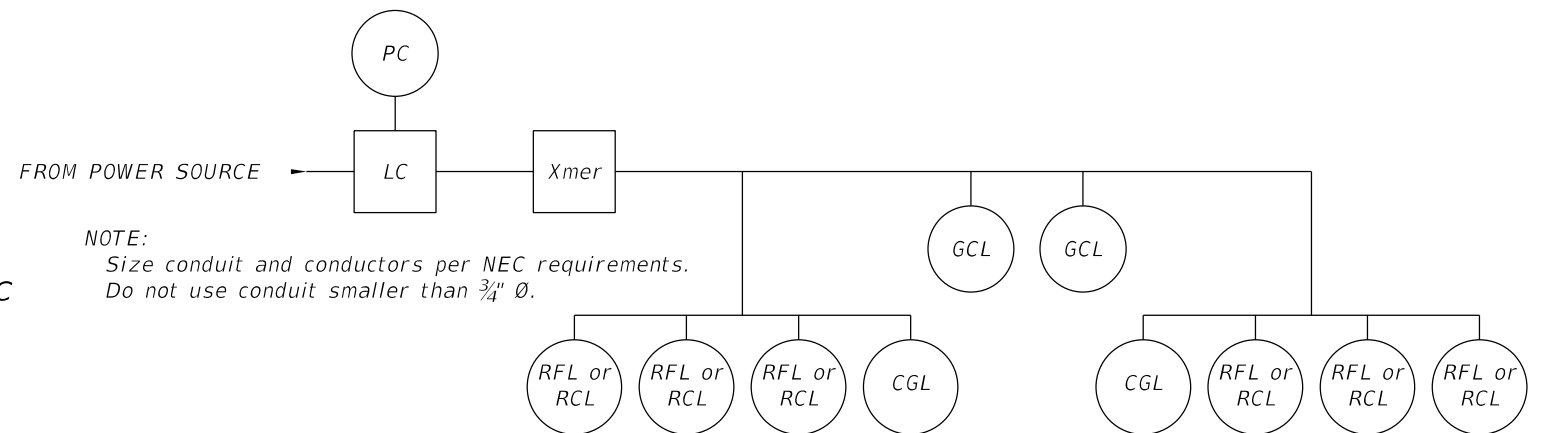 PC
FROM POWER SOURCE
LC
Xmer
NOTE:
Size conduit and conductors per NEC requirements.
Do not use conduit smaller than ¾" Ø.
C
GCL
GCL
RFL or
RCL
RFL or
RCL
RFL or
RCL
CGL
CGL
RFL or
RCL
RFL or
RCL
RFL or
RCL